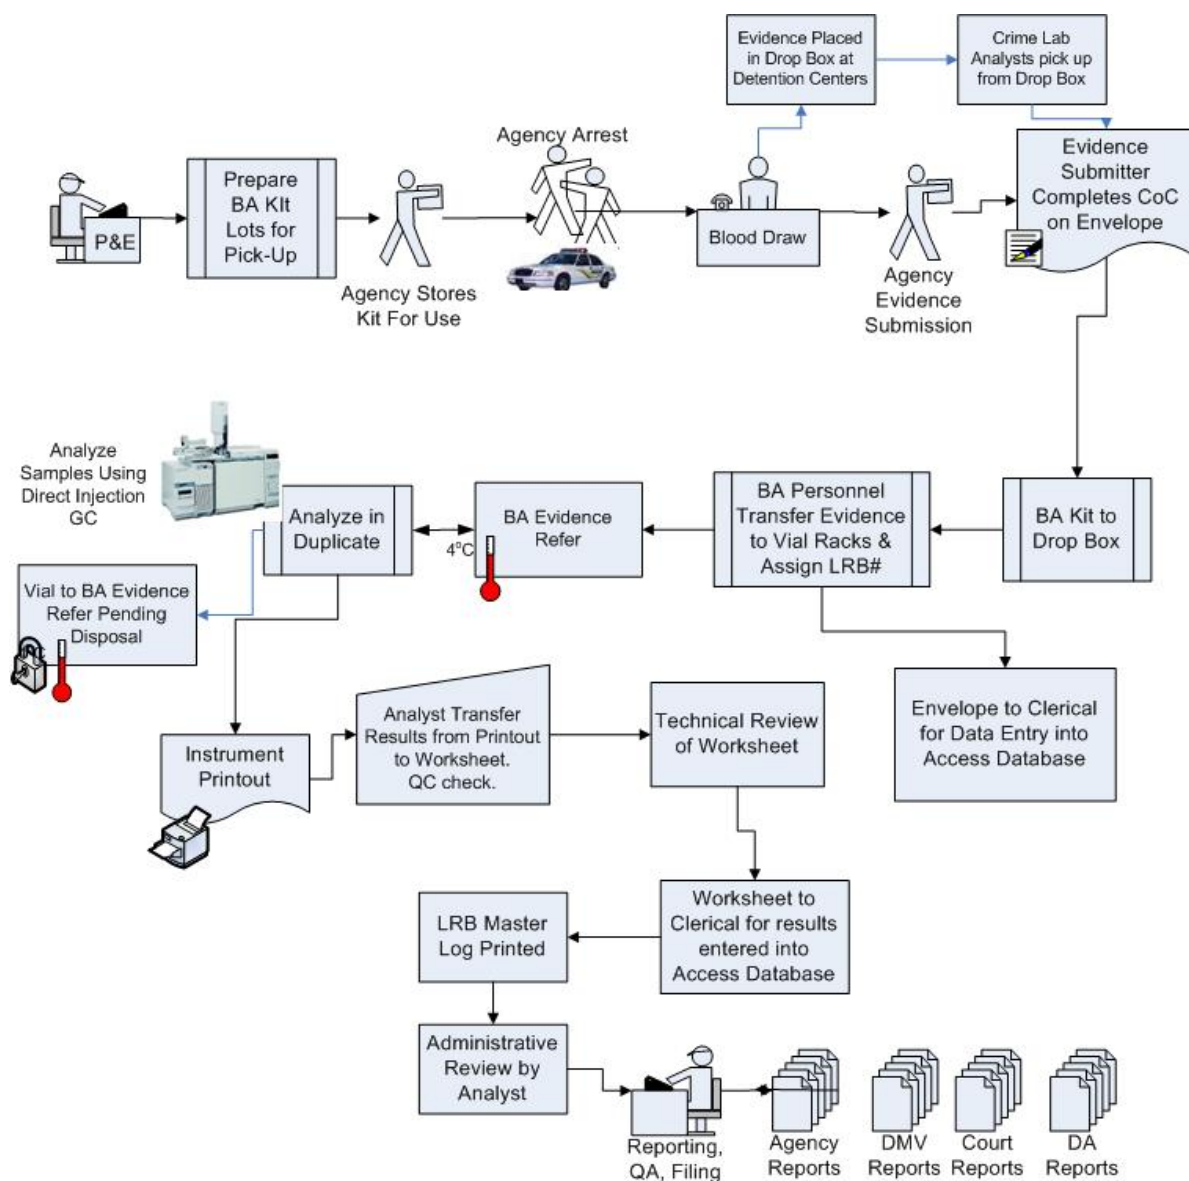 Evidence Placed
in Drop Box at
Detention Centers
Crime Lab
Analysts pick up
from Drop Box
P&E
Prepare
BA KIt
Lots for
Pick-Up
Agency Stores
Kit For Use
Agency Arrest
Blood Draw
Agency
Evidence
Submission
Evidence
Submitter
Completes CoC
on Envelope
Analyze
Samples Using
Direct Injection
GC
Analyze in
Duplicate
4°C
BA Evidence
Refer
BA Personnel
Transfer Evidence
to Vial Racks &
Assign LRB#
BA Kit to
Drop Box
Vial to BA Evidence
Refer Pending
Disposal
Instrument
Printout
Analyst Transfer
Results from Printout
to Worksheet.
QC check.
Technical Review
of Worksheet
Envelope to Clerical
for Data Entry into
Access Database
LRB Master
Log Printed
Worksheet to
Clerical for results
entered into
Access Database
Administrative
Review by
Analyst
Reporting,
QA, Filing
Agency
Reports
DMV
Reports
Court
Reports
DA
Reports